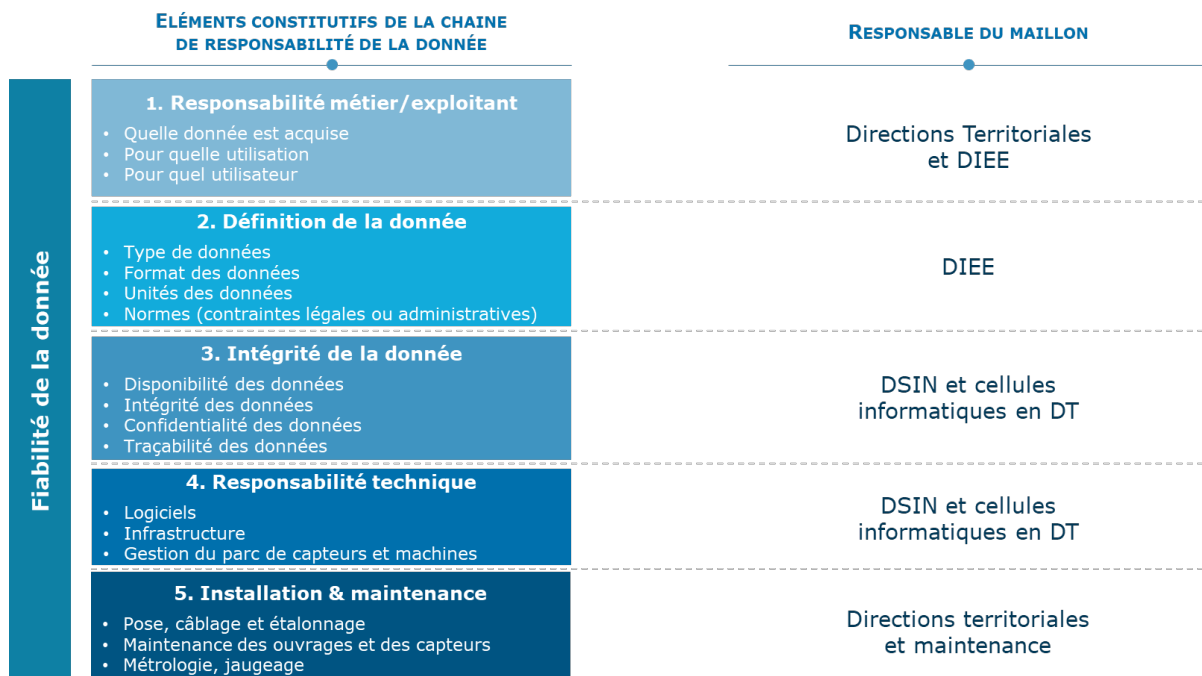 ELÉMENTS CONSTITUTIFS DE LA CHAINE
DE RESPONSABILITÉ DE LA DONNÉE
RESPONSABLE DU MAILLON
Fiabilité de la donnée
1. Responsabilité métier/exploitant
• Quelle donnée est acquise
• Pour quelle utilisation
• Pour quel utilisateur
Directions Territoriales
et DIEE
2. Définition de la donnée
• Type de données
• Format des données
• Unités des données
• Normes (contraintes légales ou administratives)
DIEE
3. Intégrité de la donnée
• Disponibilité des données
• Intégrité des données
• Confidentialité des données
• Traçabilité des données
DSIN et cellules
informatiques en DT
4. Responsabilité technique
• Logiciels
• Infrastructure
• Gestion du parc de capteurs et machines
DSIN et cellules
informatiques en DT
5. Installation & maintenance
• Pose, câblage et étalonnage
• Maintenance des ouvrages et des capteurs
• Métrologie, jaugeage
Directions territoriales
et maintenance